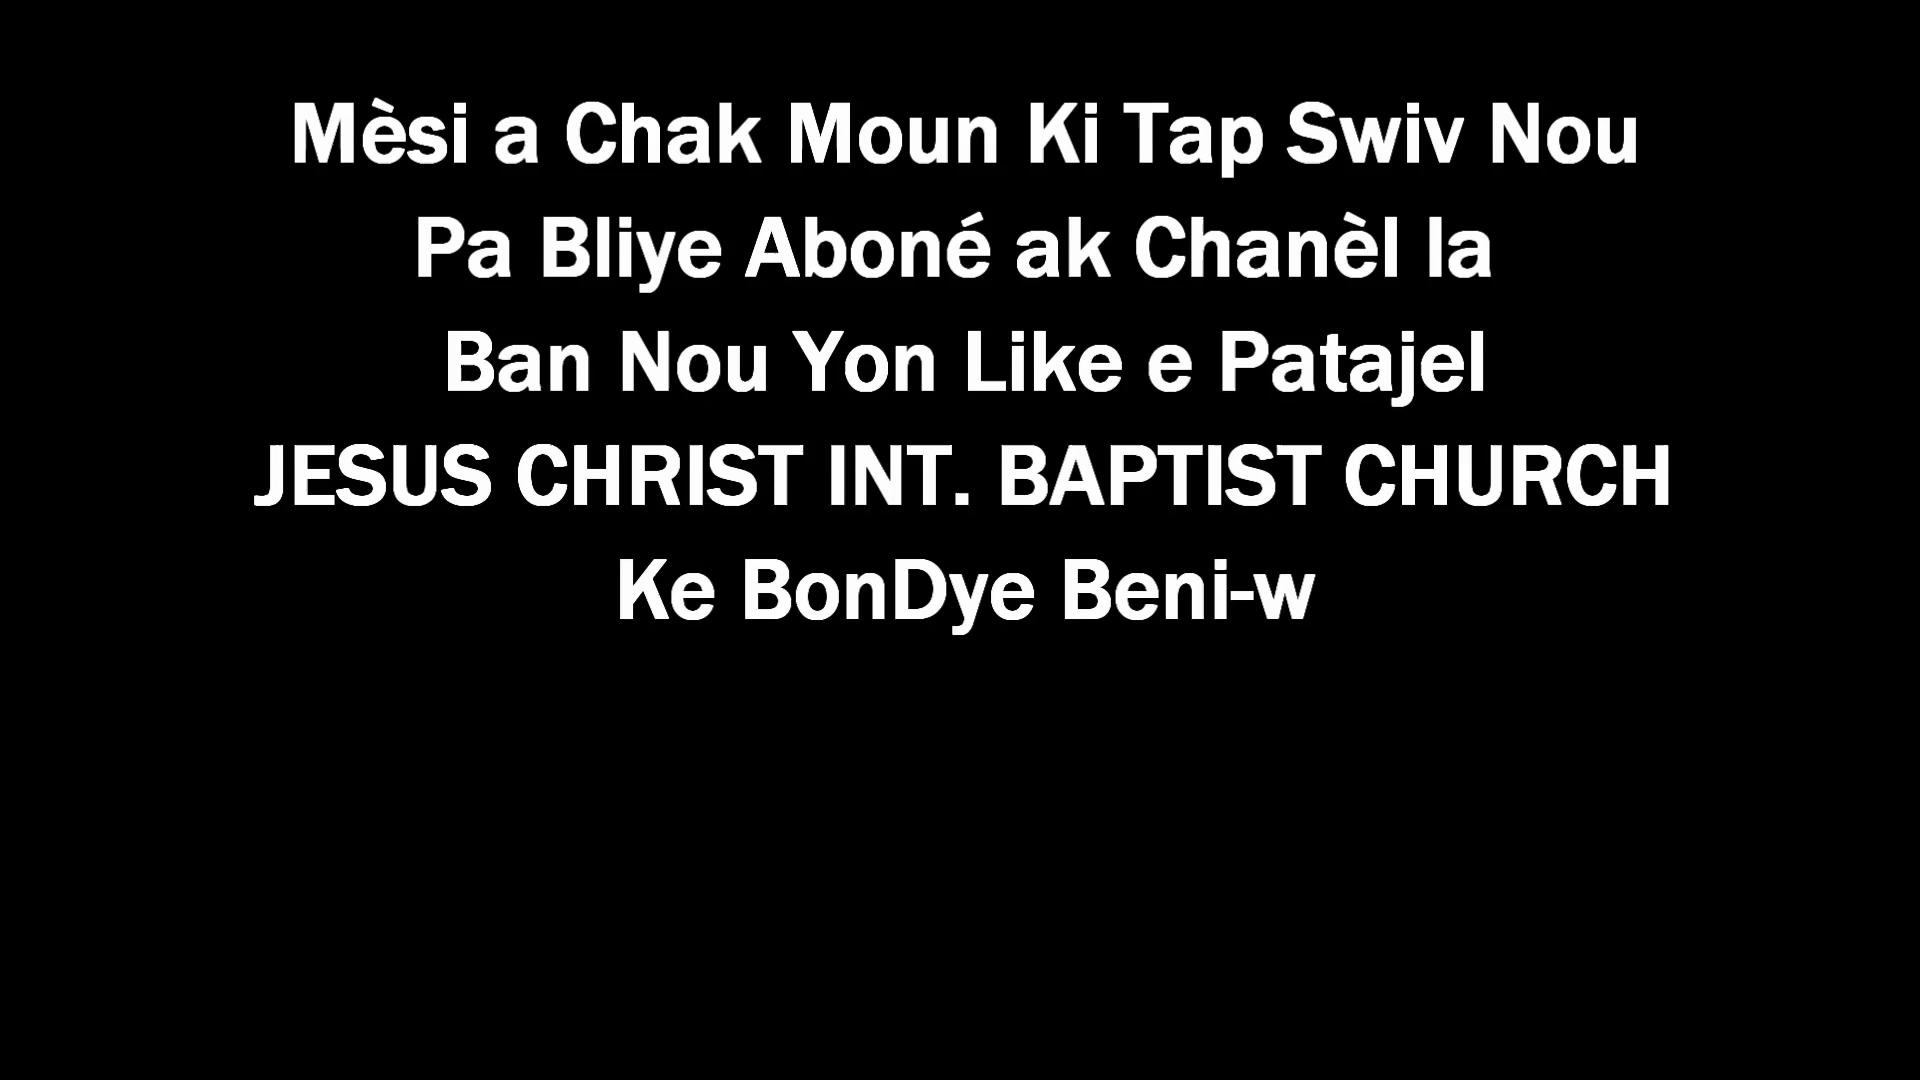 Mèsi a Chak Moun Ki Tap Swiv Nou
Pa Bliye Aboné ak Chanèl la
Ban Nou Yon Like e Patajel
JESUS CHRIST INT. BAPTIST CHURCH
Ke BonDye Beni-w